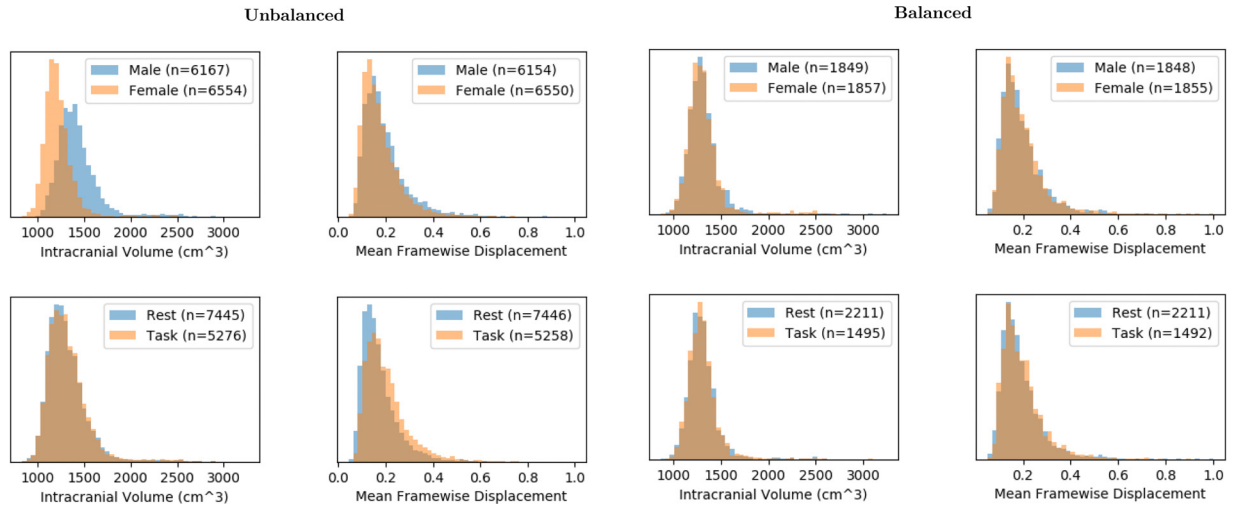 Unbalanced
Balanced
Male (n=6167)
Female (n=6554)
1000 1500 2000 2500 3000
Intracranial Volume (cm^3)
Male (n=6154)
Female (n=6550)
0.0 0.2 0.4 0.6 0.8 1.0
Mean Framewise Displacement
Male (n=1849)
Female (n=1857)
1000 1500 2000 2500 3000
Intracranial Volume (cm^3)
Male (n=1848)
Female (n=1855)
0.2 0.4 0.6 0.8 1.0
Mean Framewise Displacement
Rest (n=7445)
Task (n=5276)
1000 1500 2000 2500 3000
Intracranial Volume (cm^3)
Rest (n=7446)
Task (n=5258)
0.0 0.2 0.4 0.6 0.8 1.0
Mean Framewise Displacement
Rest (n=2211)
Task (n=1495)
1000 1500 2000 2500 3000
Intracranial Volume (cm^3)
Rest (n=2211)
Task (n=1492)
0.2 0.4 0.6 0.8 1.0
Mean Framewise Displacement